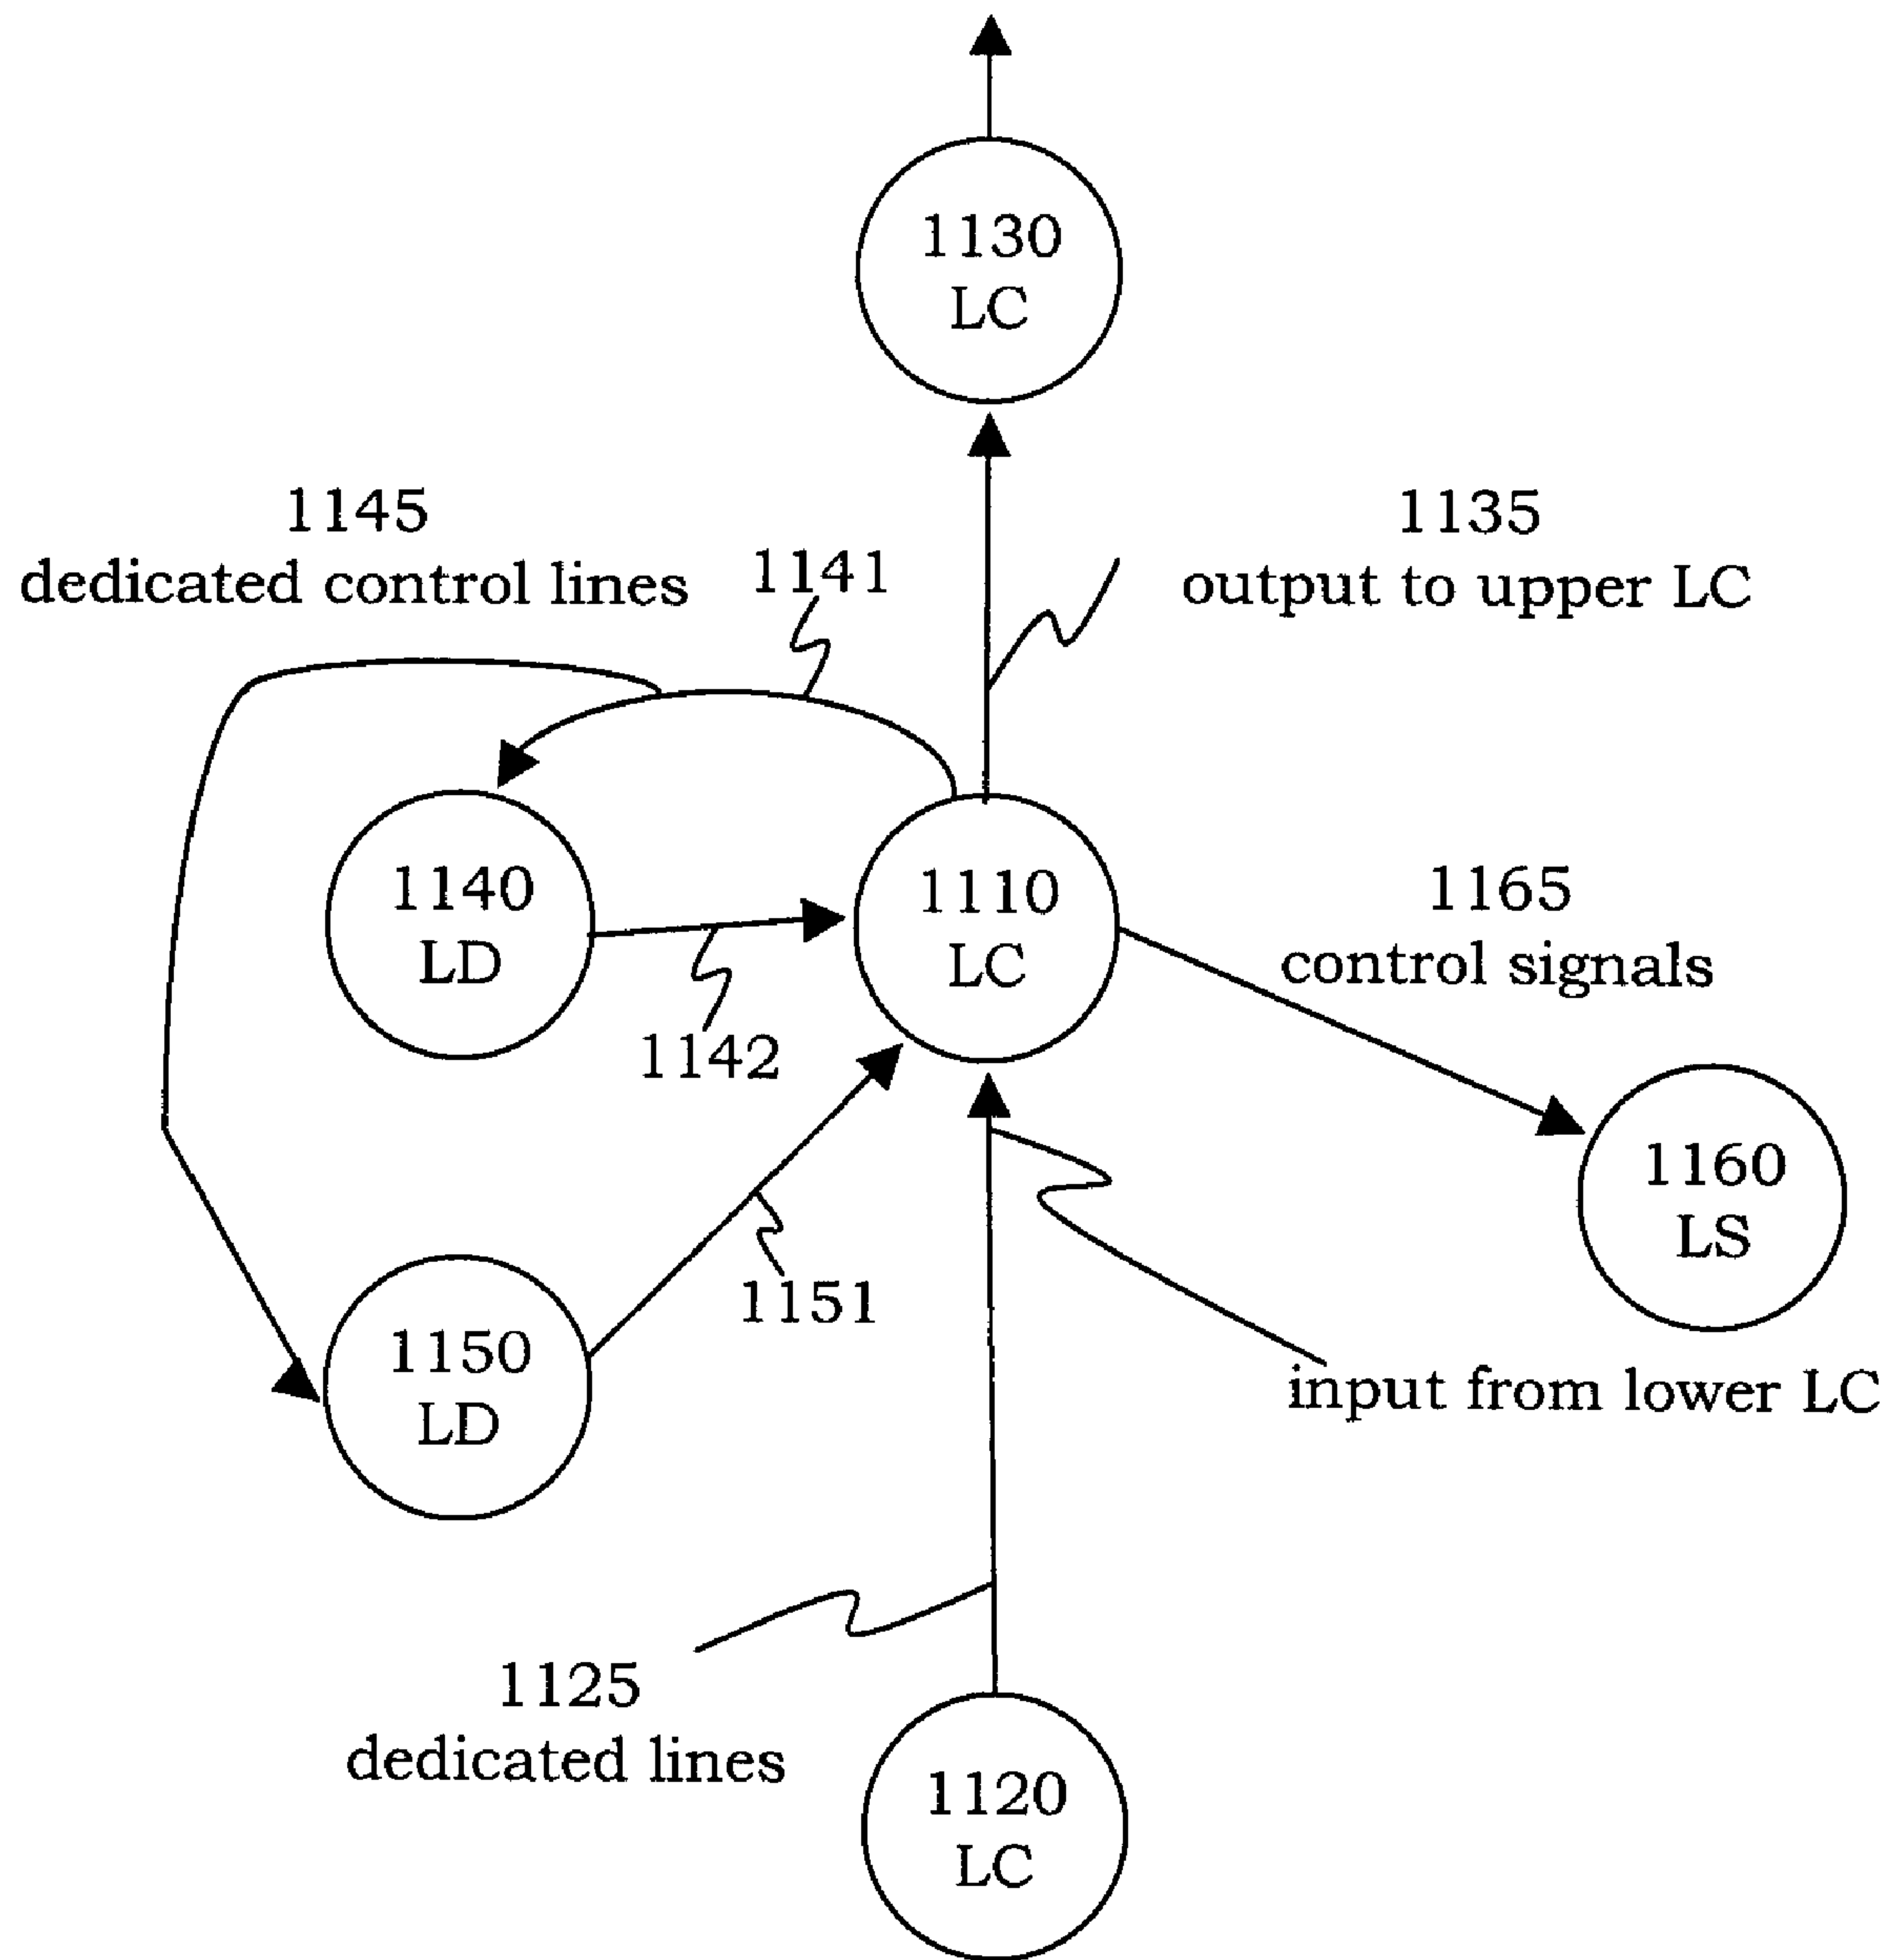 1130
LC
1145
dedicated control lines
1141
1135
output to upper LC
1140
LD
1110
LC
1165
control signals
1142
1160
LS
1151
1150
LD
input from lower LC
1125
dedicated lines
1120
LC